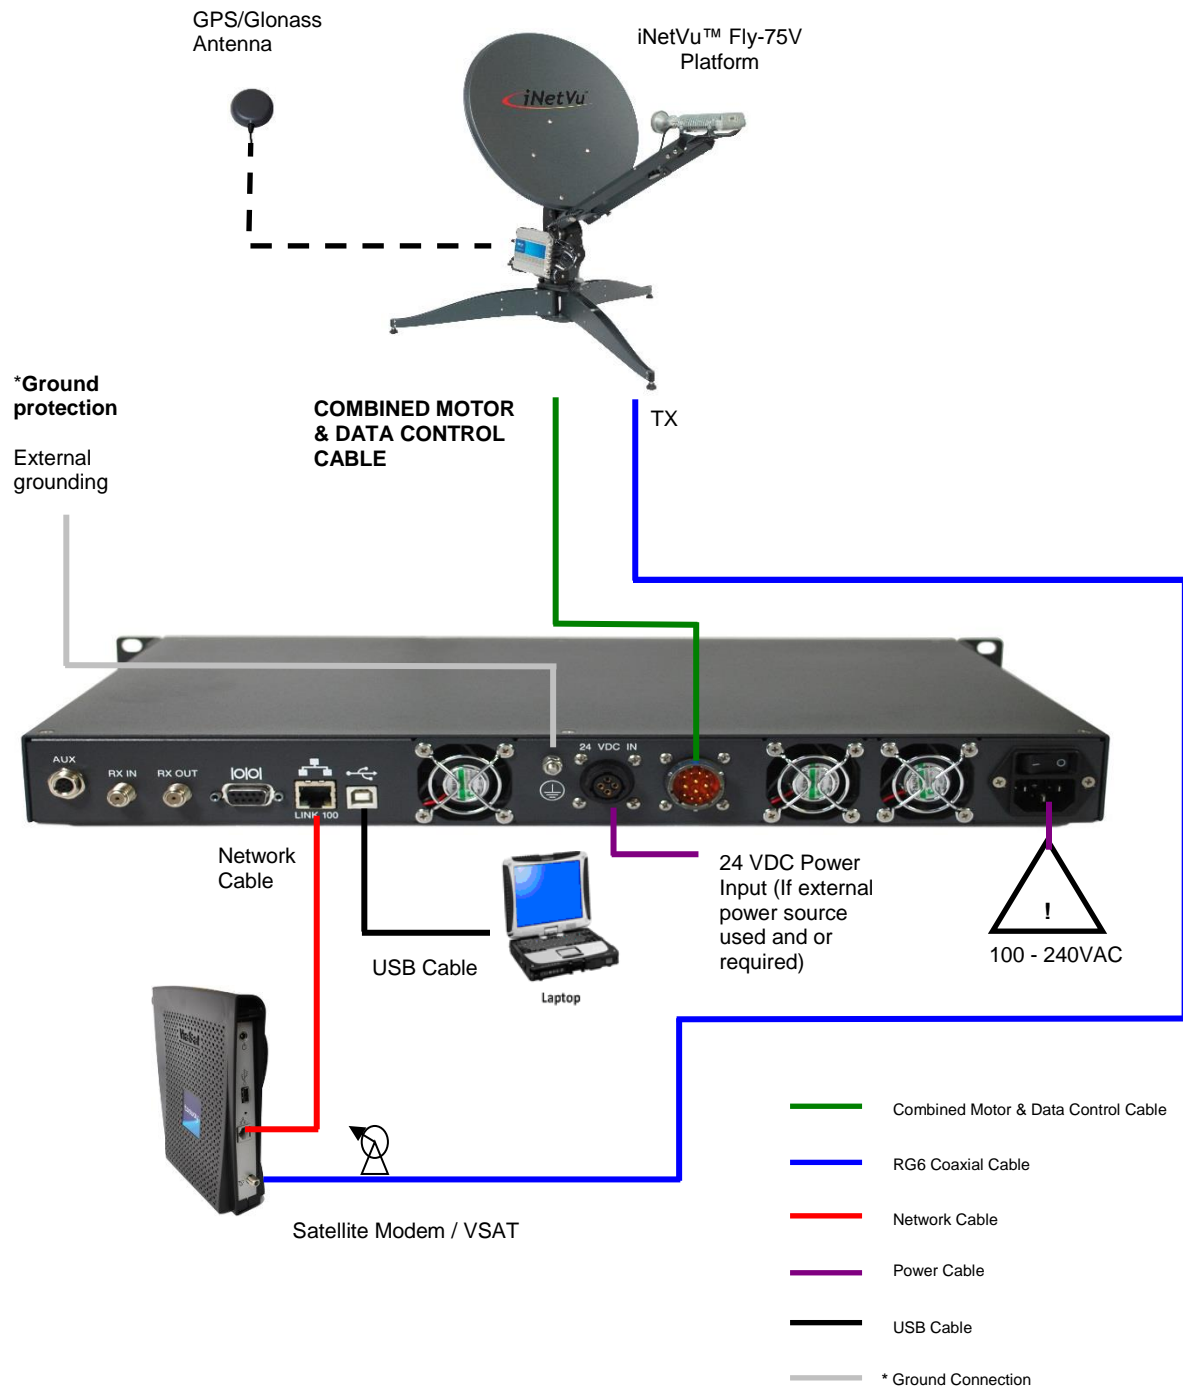 GPS/Glonass
Antenna
iNetVu™ Fly-75V
Platform
iNetVu
*Ground
protection
External
grounding
COMBINED MOTOR
& DATA CONTROL
CABLE
TX
AUX
RX IN
RX OUT
|O|O|
LINK 100
24 VDC IN
Network
Cable
USB Cable
Laptop
24 VDC Power
Input (If external
power source
used and or
required)
!
100 - 240VAC
ViaSat
Satellite Modem / VSAT
Combined Motor & Data Control Cable
RG6 Coaxial Cable
Network Cable
Power Cable
USB Cable
* Ground Connection